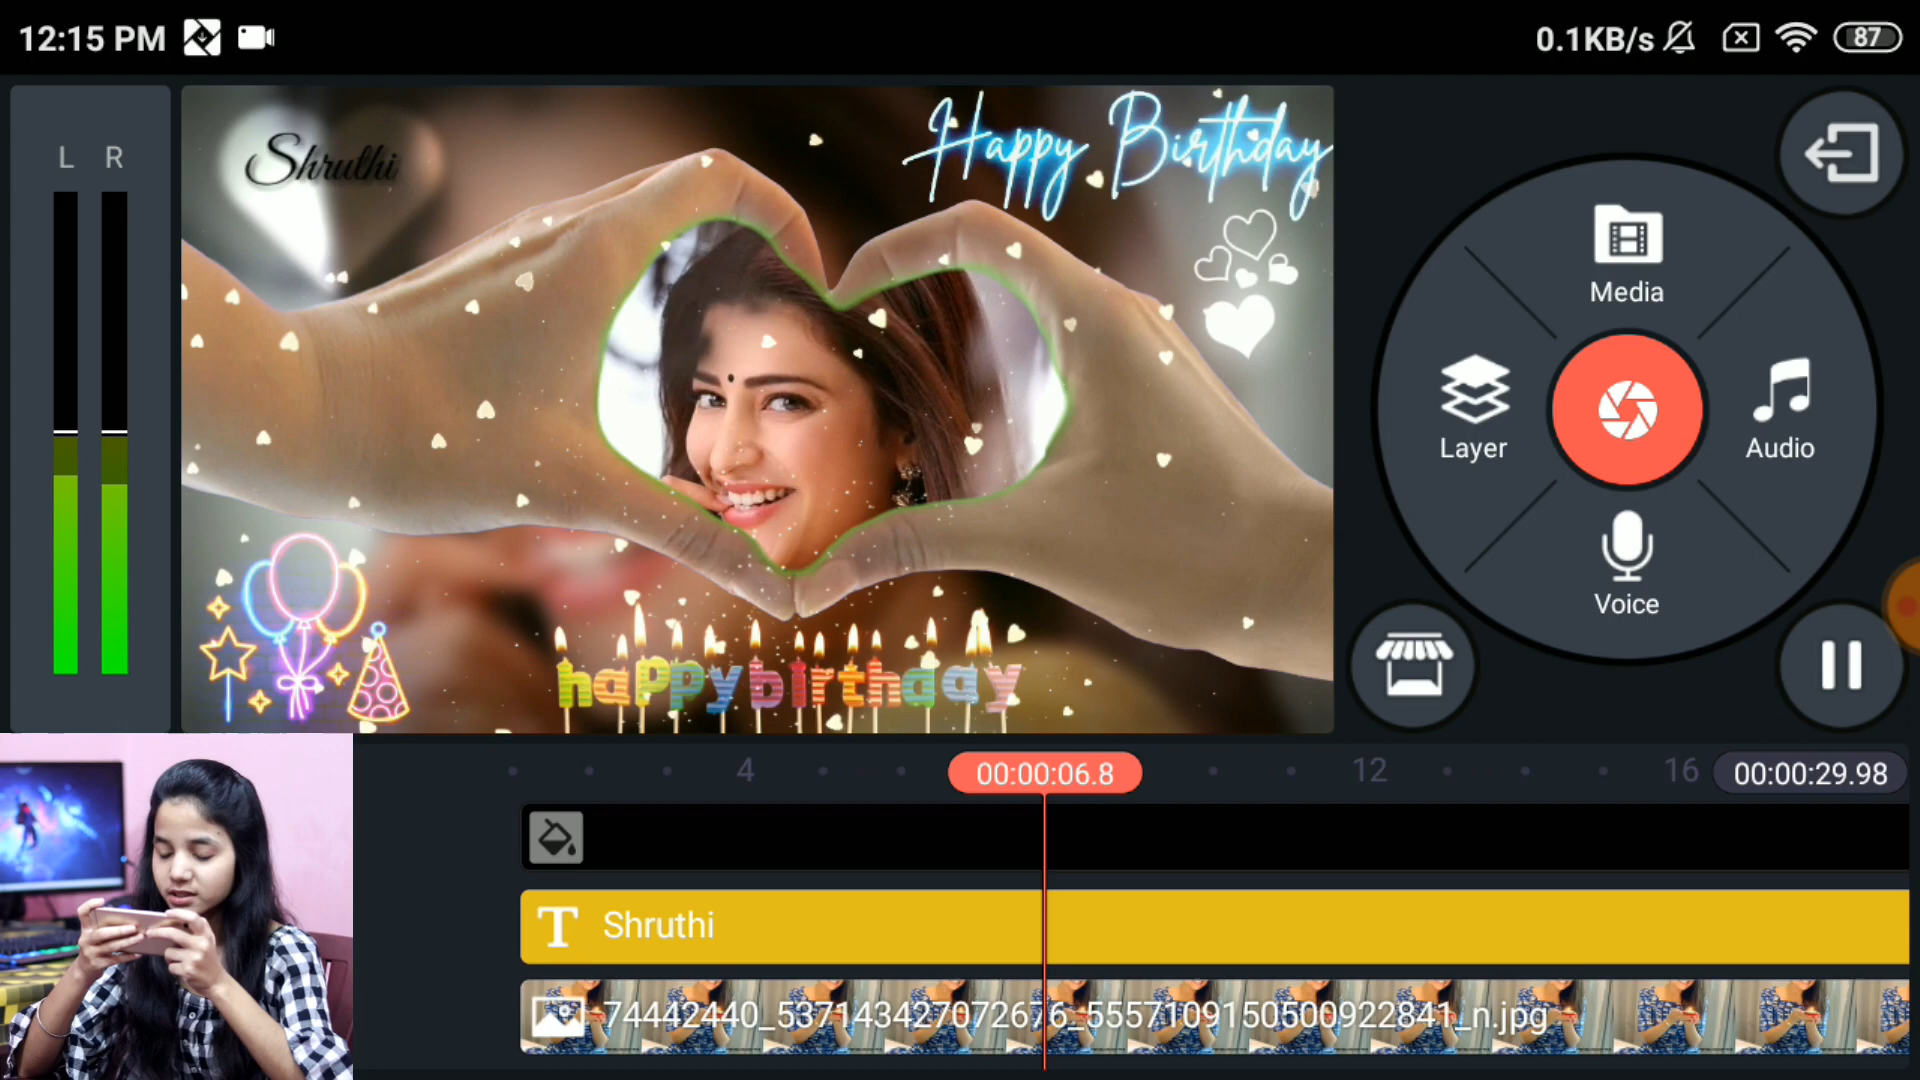 12:15 PM
0.1KB/s
87
L R
Shruthi
Happy Birthday
happybirthday
Media
Layer
Audio
Voice
4
00:00:06.8
12
16
00:00:29.98
T Shruthi
74442440_537143427072676_5557109150500922841_n.jpg